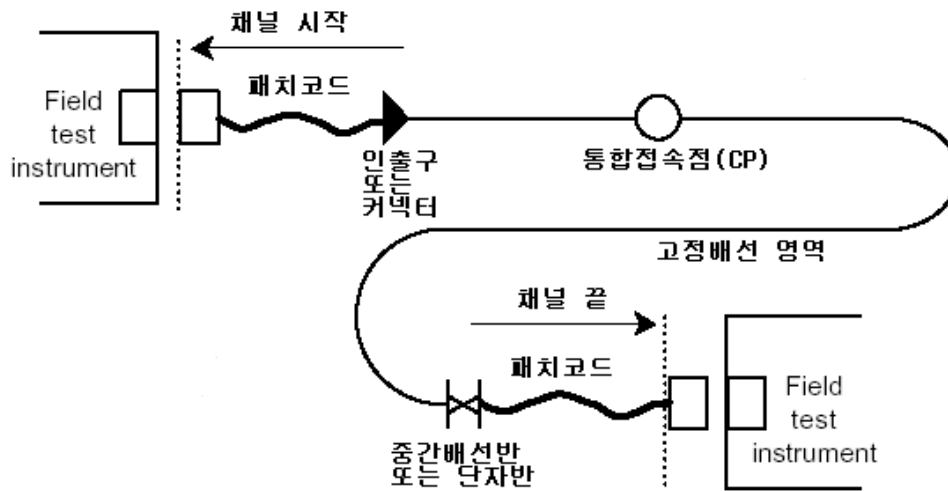 채널 시작
Field
test
instrument
패치코드
인출구
또는
커넥터
통합접속점(CP)
고정배선 영역
채널 끝
패치코드
Field
test
instrument
중간배선반
또는 단자반